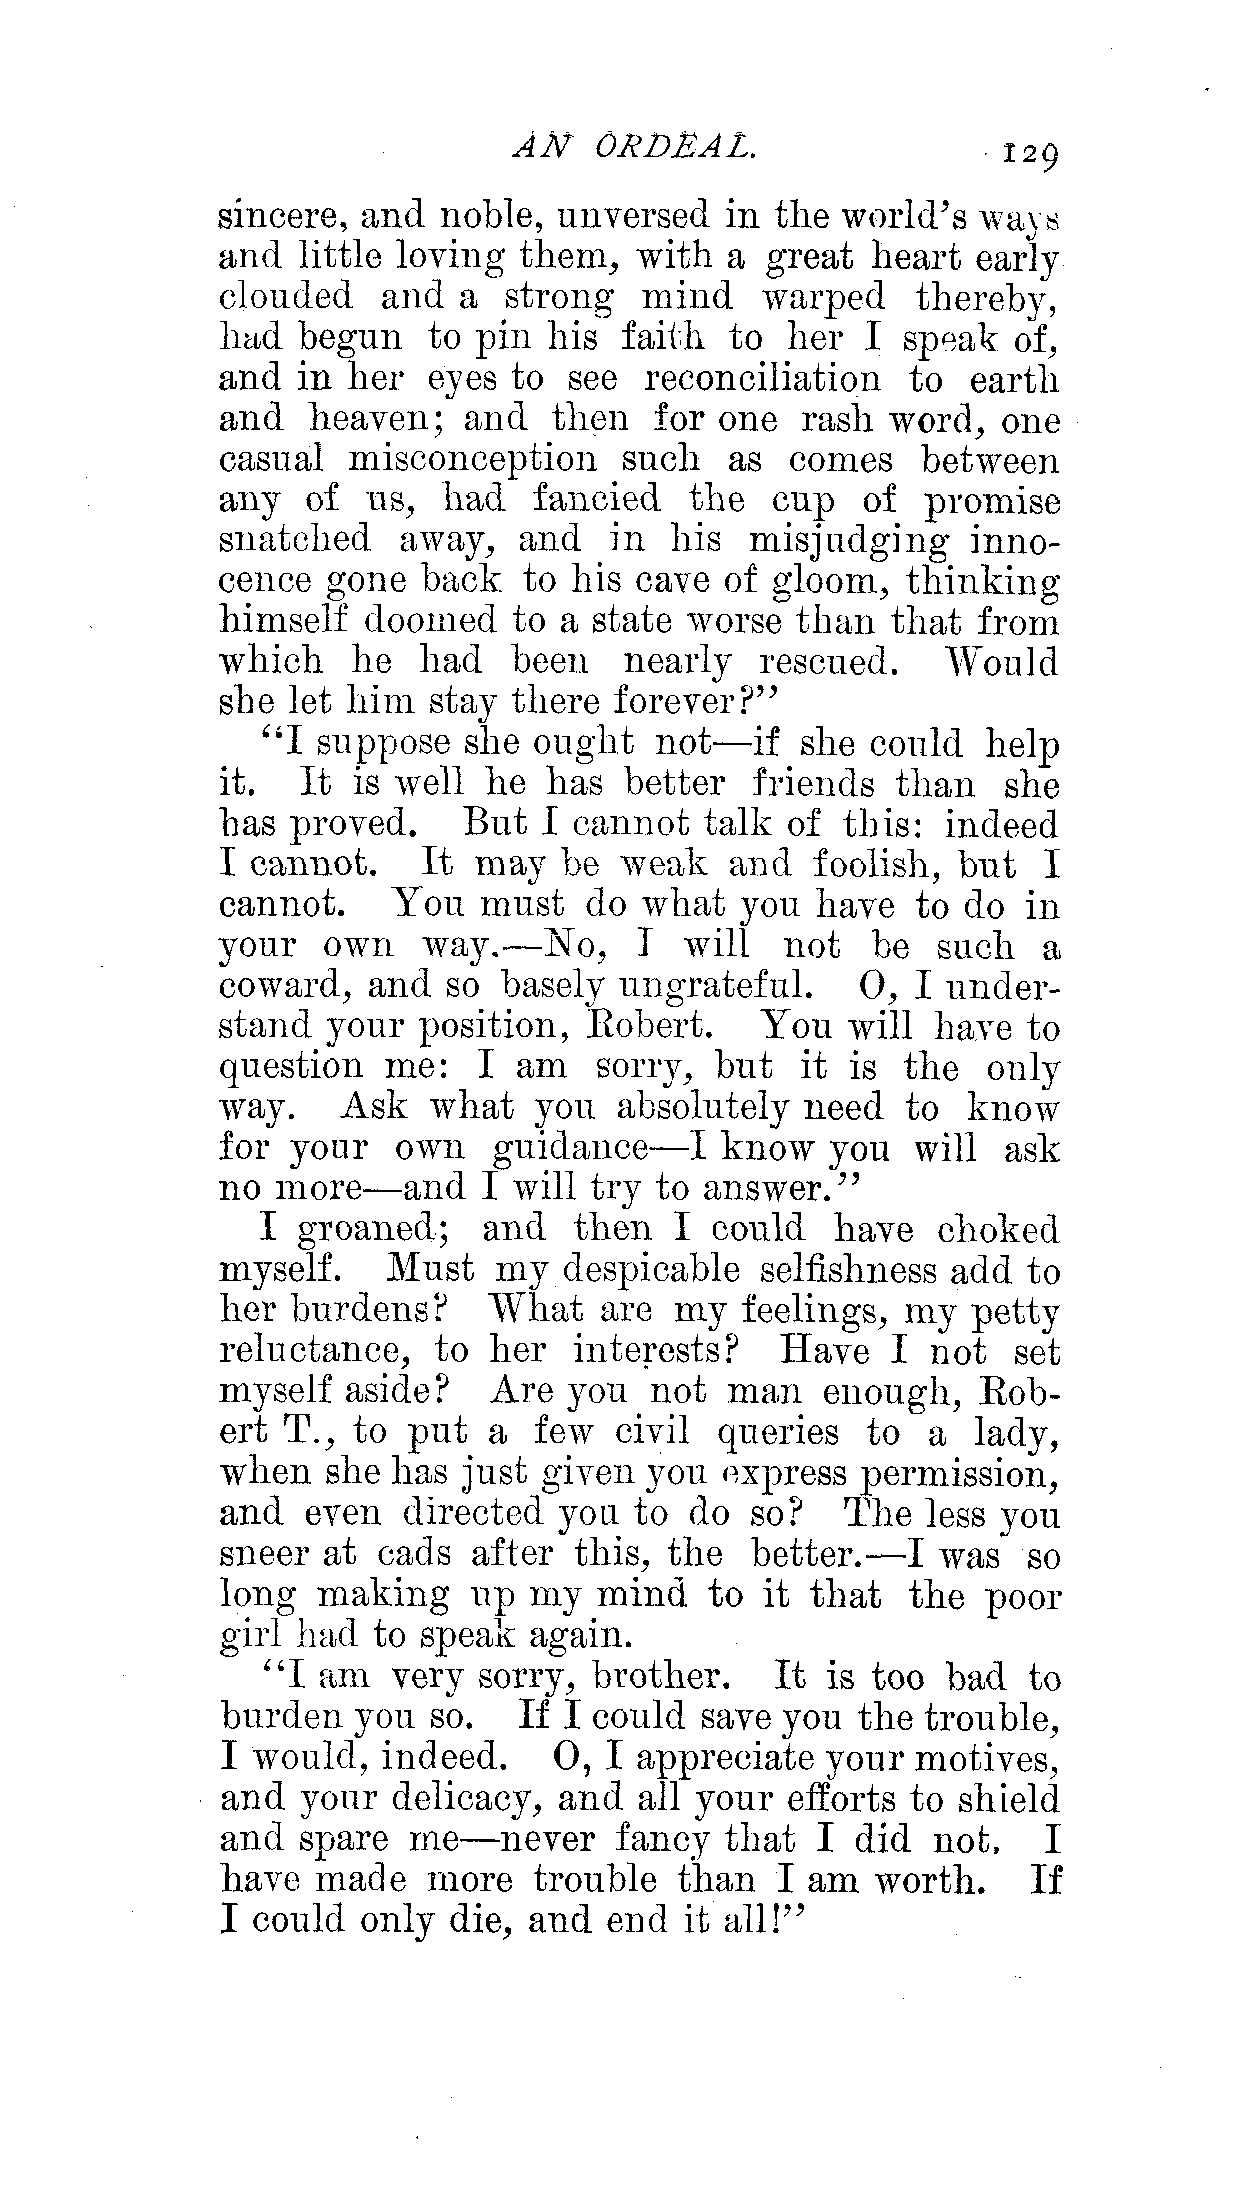 AN ORDEAL. 129
sincere, and noble, unversed in the world's ways
and little loving them, with a great heart early
clouded and a strong mind warped thereby,
had begun to pin his faith to her I speak of,
and in her eyes to see reconciliation to earth
and heaven; and then for one rash word, one
casual misconception such as comes between
any of us, had fancied the cup of promise
snatched away, and in his misjudging inno-
cence gone back to his cave of gloom, thinking
himself doomed to a state worse than that from
which he had been nearly rescued. Would
she let him stay there forever?"
"I suppose she ought not—if she could help
it. It is well he has better friends than she
has proved. But I cannot talk of this: indeed
I cannot. It may be weak and foolish, but I
cannot. You must do what you have to do in
your own way.—No, I will not be such a
coward, and so basely ungrateful. O, I under-
stand your position, Robert. You will have to
question me: I am sorry, but it is the only
way. Ask what you absolutely need to know
for your own guidance—I know you will ask
no more—and I will try to answer."
I groaned; and then I could have choked
myself. Must my despicable selfishness add to
her burdens? What are my feelings, my petty
reluctance, to her interests? Have I not set
myself aside? Are you not man enough, Rob-
ert T., to put a few civil queries to a lady,
when she has just given you express permission,
and even directed you to do so? The less you
sneer at cads after this, the better.—I was so
long making up my mind to it that the poor
girl had to speak again.
"I am very sorry, brother. It is too bad to
burden you so. If I could save you the trouble,
I would, indeed. O, I appreciate your motives,
and your delicacy, and all your efforts to shield
and spare me—never fancy that I did not. I
have made more trouble than I am worth. If
I could only die, and end it all!"